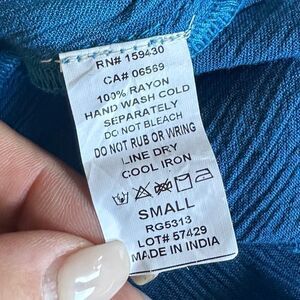 RN# 159430
CA# 06569
100% RAYON
HAND WASH COLD
SEPARATELY
DO NOT BLEACH
DO NOT RUB OR WRING
LINE DRY
COOL IRON
SMALL
RG5313
LOT# 57429
MADE IN INDIA